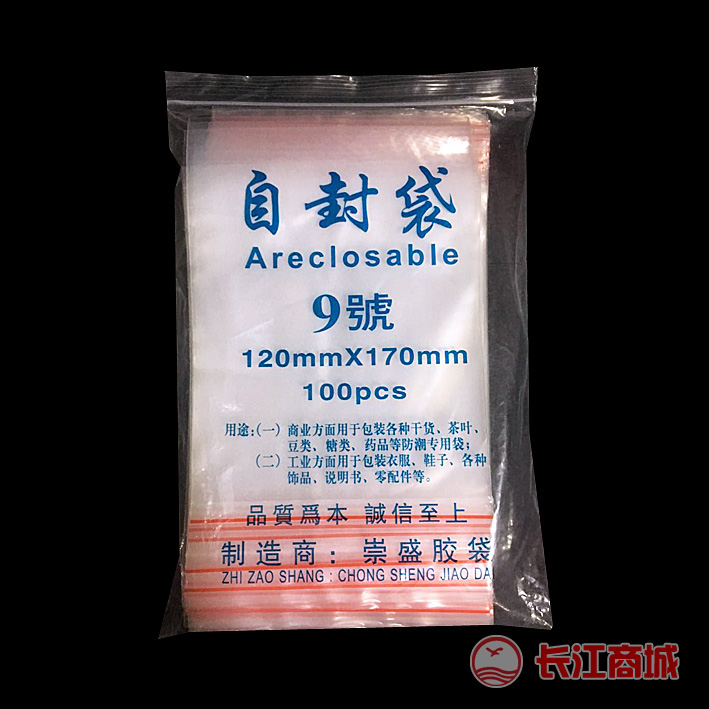 自封袋
Areclosable
9號
120mmX170mm
100pcs
用途:(一) 商业方面用于包装各种干货、茶叶、
豆类、糖类、药品等防潮专用袋;
(二) 工业方面用于包装衣服、鞋子、各种
饰品、说明书、零配件等。
品質爲本 誠信至上
制造商: 崇盛胶袋
ZHI ZAO SHANG : CHONG SHENG JIAO DA
长江商城